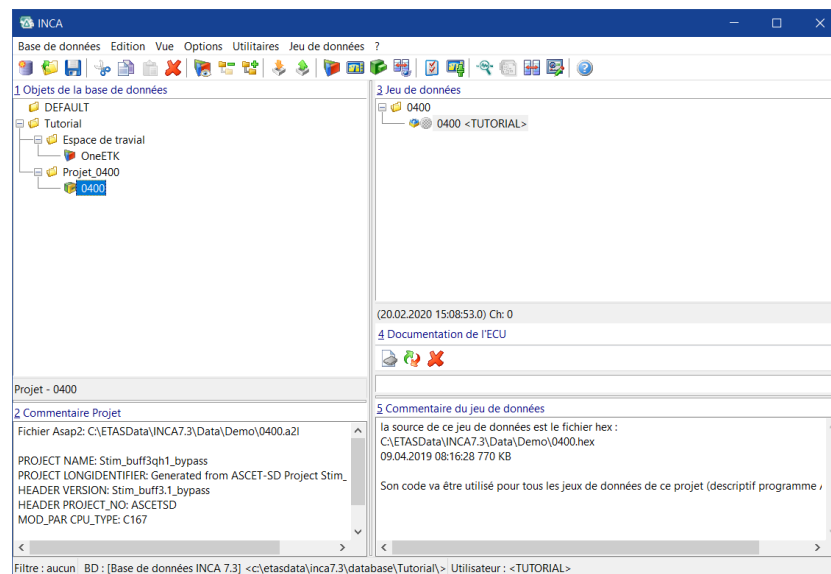 INCA
Base de données Edition Vue Options Utilitaires Jeu de données ?
1 Objets de la base de données
DEFAULT
Tutorial
Espace de travial
OneETK
Projet_0400
0400
Projet - 0400
2 Commentaire Projet
Fichier Asap2: C:\ETASData\INCA7.3\Data\Demo\0400.a2l
PROJECT NAME: Stim_buff3qh1_bypass
PROJECT LONGIDENTIFIER: Generated from ASCET-SD Project Stim_
HEADER VERSION: Stim_buff3.1_bypass
HEADER PROJECT_NO: ASCETSD
MOD_PAR CPU_TYPE: C167
3 Jeu de données
0400
0400 <TUTORIAL>
(20.02.2020 15:08:53.0) Ch: 0
4 Documentation de l'ECU
5 Commentaire du jeu de données
la source de ce jeu de données est le fichier hex :
C:\ETASData\INCA7.3\Data\Demo\0400.hex
09.04.2019 08:16:28 770 KB
Son code va être utilisé pour tous les jeux de données de ce projet (descriptif programme /
Filtre : aucun BD : [Base de données INCA 7.3] <c:\etasdata\inca7.3\database\Tutorial\> Utilisateur : <TUTORIAL>